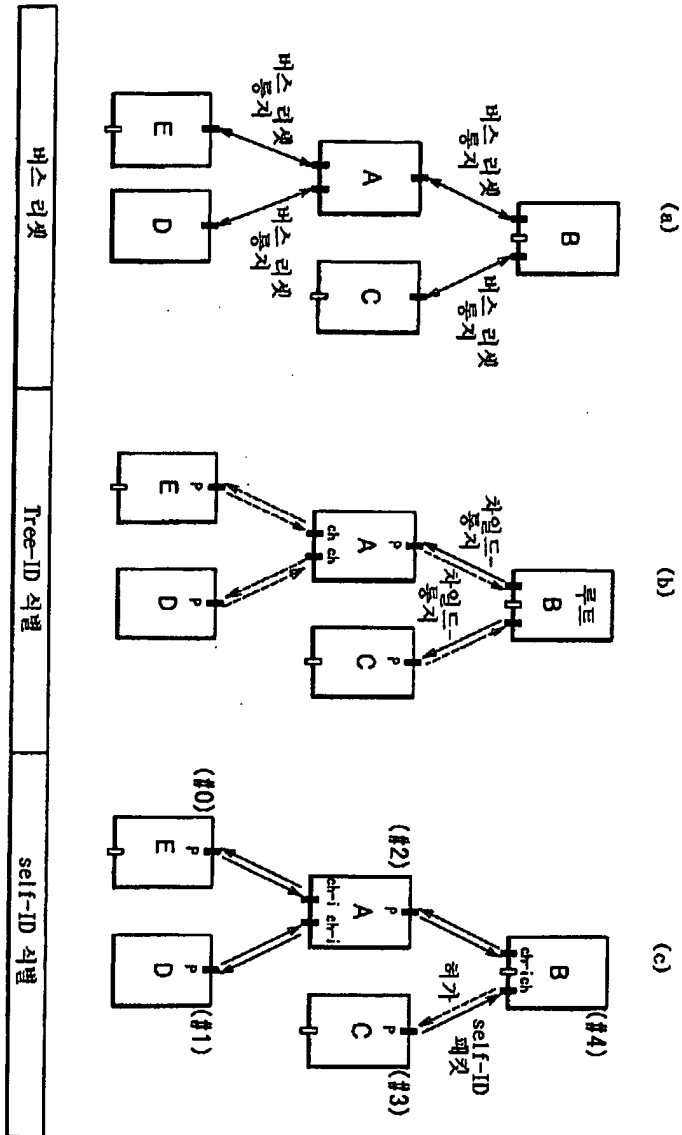 (a)
B
버스 리셋
통지
버스 리셋
통지
A
C
버스 리셋
통지
버스 리셋
통지
E
D
버스 리셋
(b)
루트
B
차일드-
통지
차일드-
통지
P
A
ch ch
P
C
P
E
P
D
Tree-ID 식별
(c)
B
(#4)
ch-i ch
허가
self-ID
패킷
(#2)
P
A
ch-i ch-i
P
C
(#3)
(#0)
P
E
P
D
(#1)
self-ID 식별